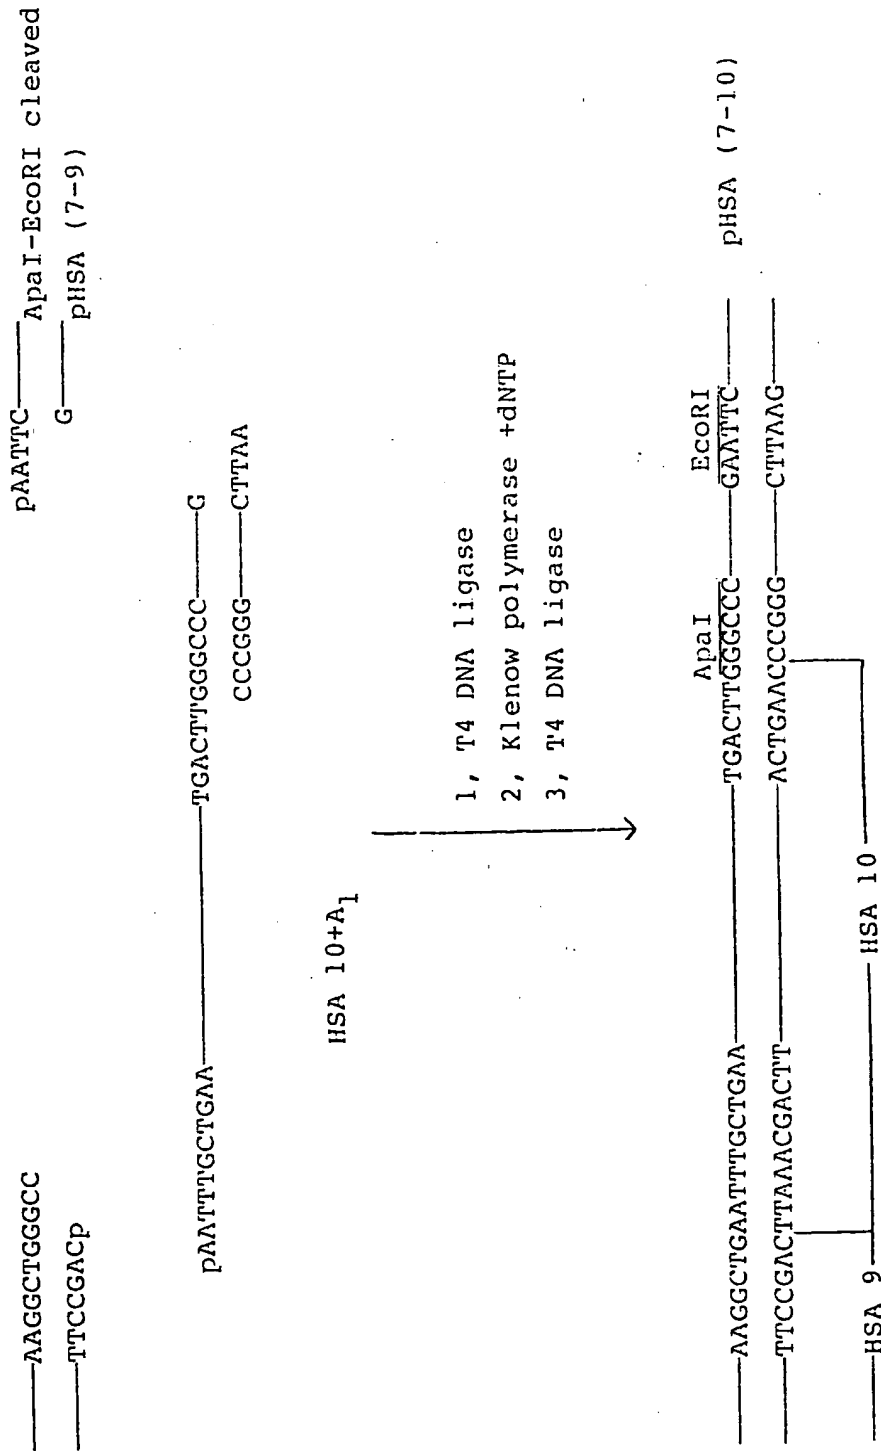 AAGGCTGGGCC pAATTC
ApaI-EcoRI cleaved
TTCCGACp G
pHSA (7-9)
pAATTTGCTGAA TGACTTGGGCCC G
CCCGGG CTTAA
HSA 10+A1
1, T4 DNA ligase
2, Klenow polymerase +dNTP
3, T4 DNA ligase
ApaI EcoRI
AAGGCTGAATTTGCTGAA TGACTTGGGCCC GAATTC
pHSA (7-10)
TTCCGACTTAAACGACTT ACTGAACCCGGG CTTAAG
HSA 9 HSA 10